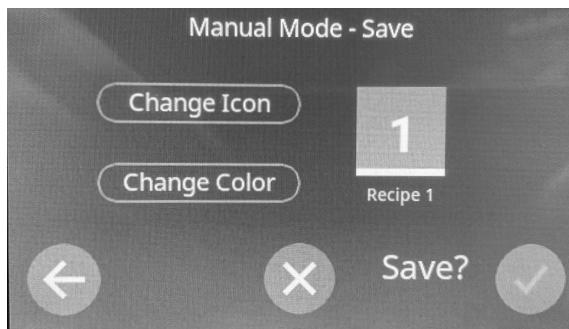 Manual Mode - Save
Change Icon
1
Change Color
Recipe 1
Save?